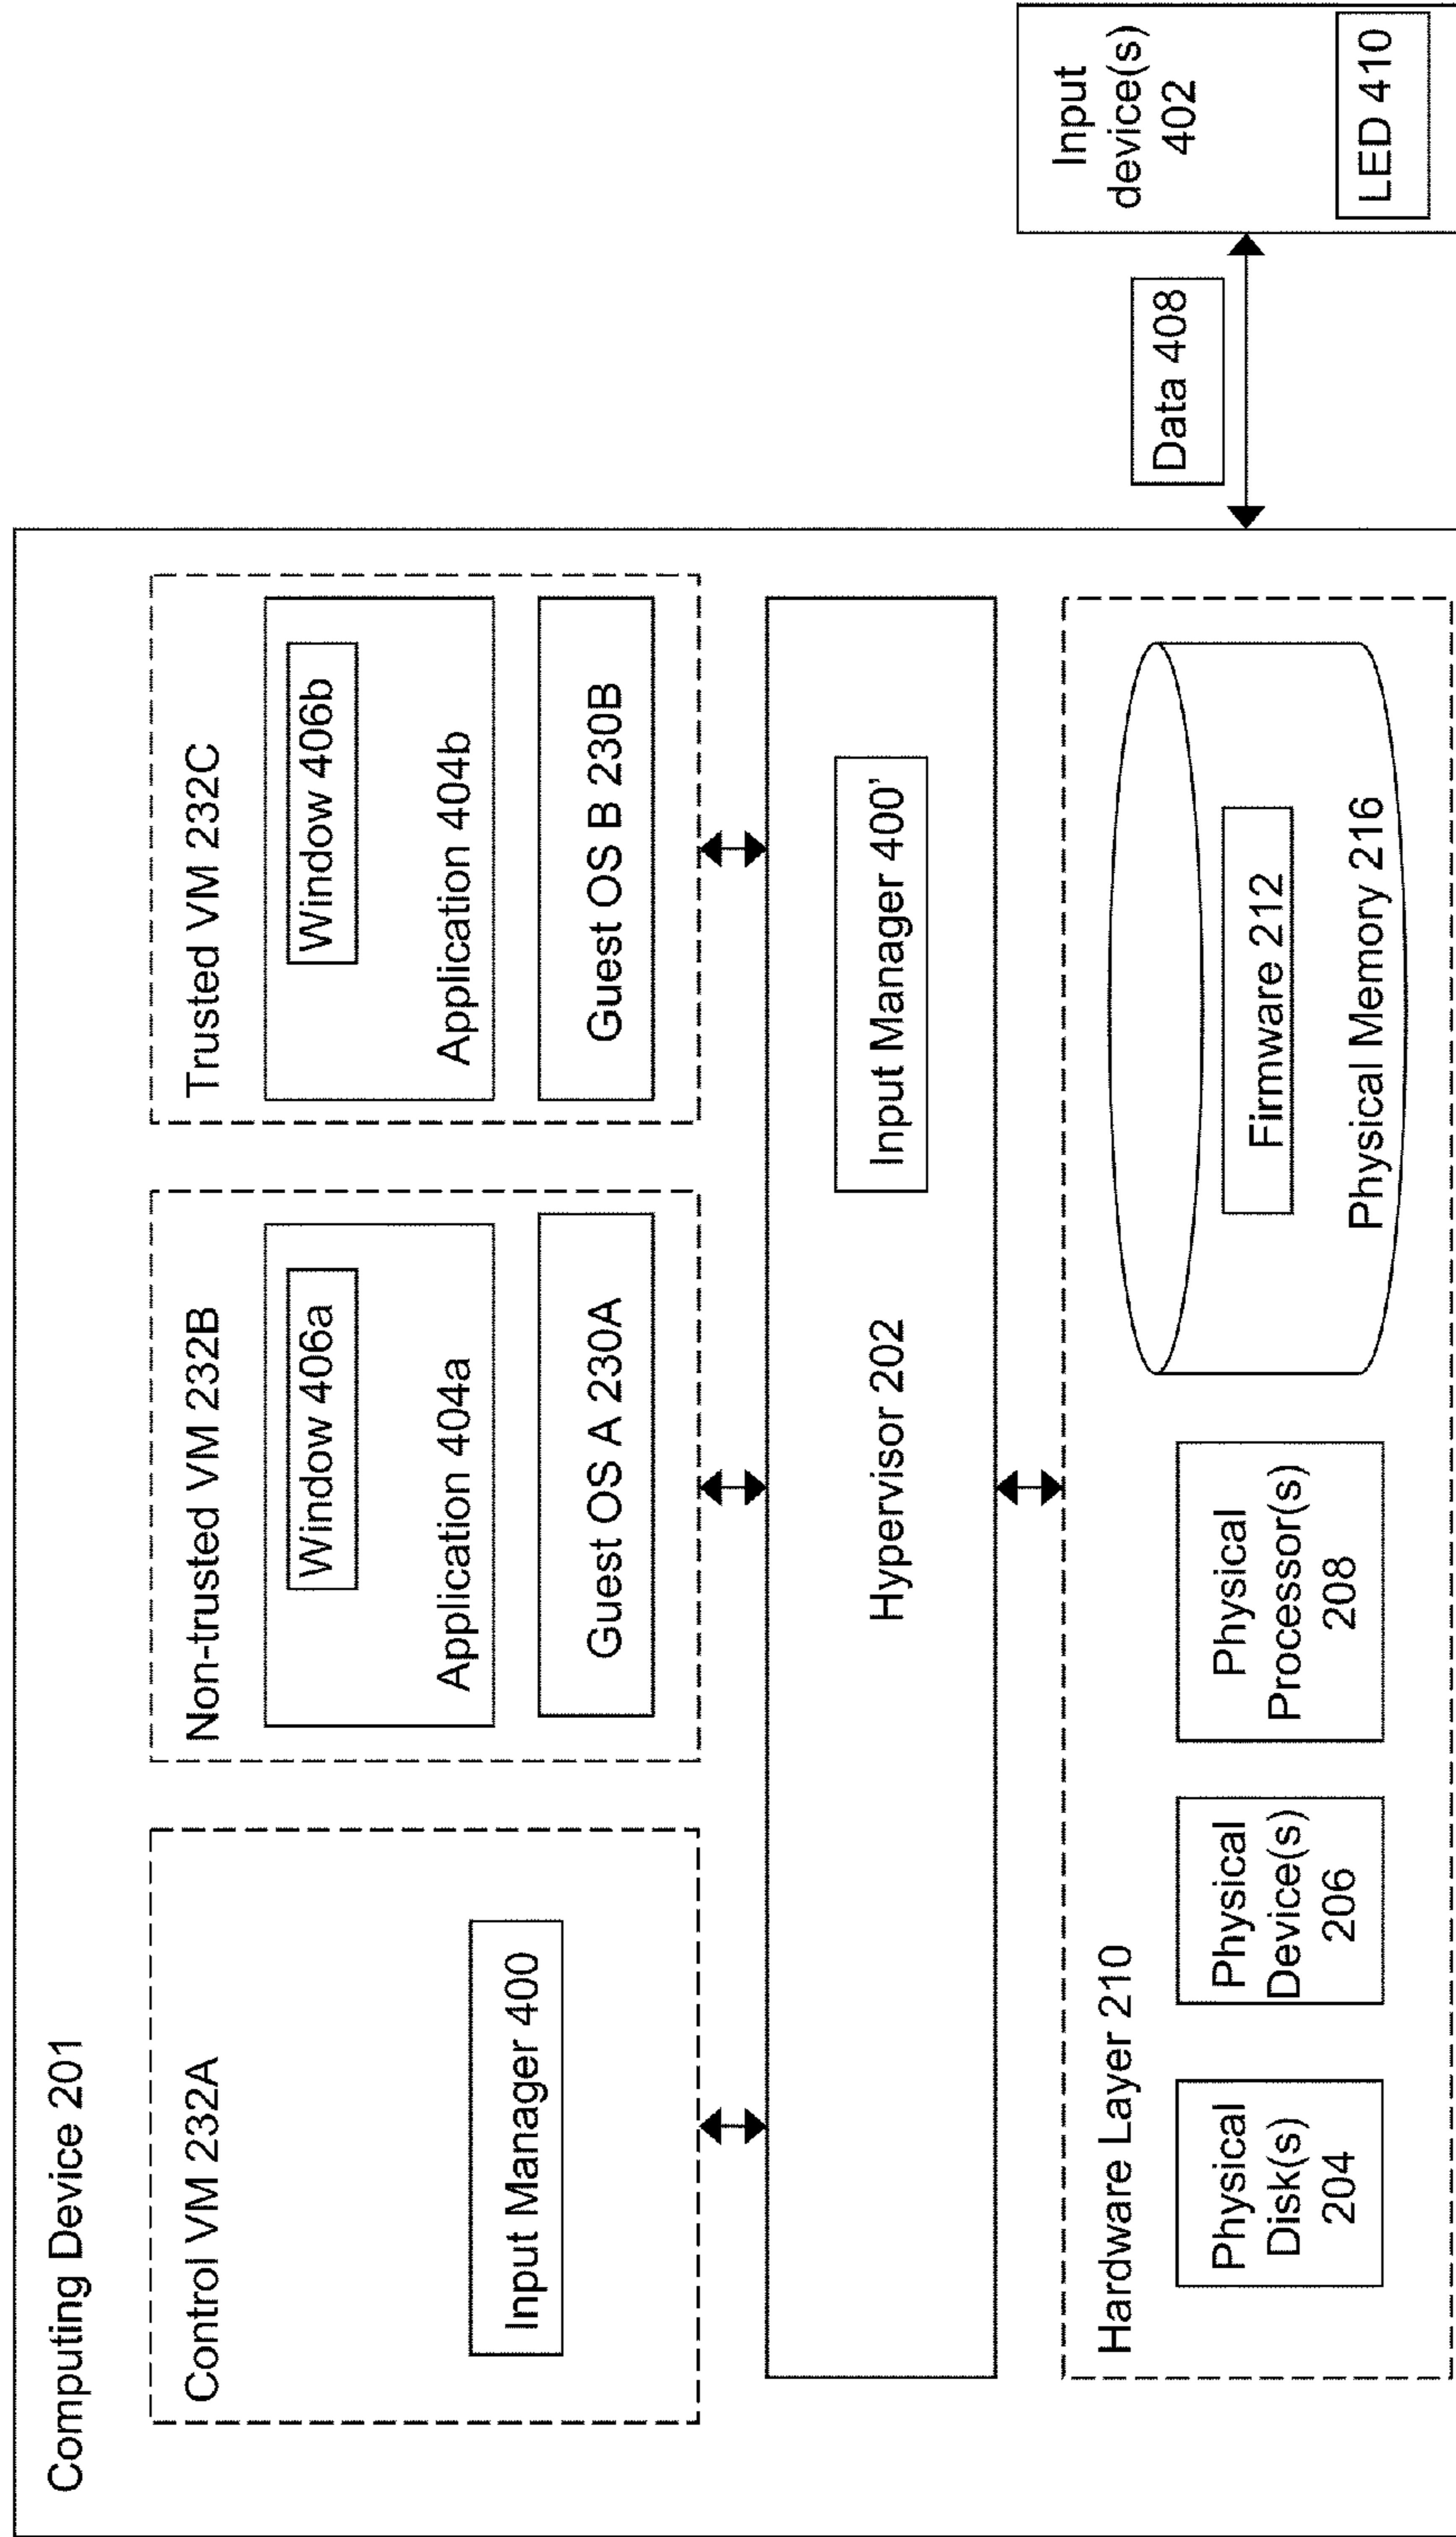 Computing Device 201
Control VM 232A
Input Manager 400
Non-trusted VM 232B
Window 406a
Application 404a
Guest OS A 230A
Trusted VM 232C
Window 406b
Application 404b
Guest OS B 230B
Hypervisor 202
Input Manager 400'
Hardware Layer 210
Physical
Disk(s)
204
Physical
Device(s)
206
Physical
Processor(s)
208
Firmware 212
Physical Memory 216
Data 408
Input
device(s)
402
LED 410